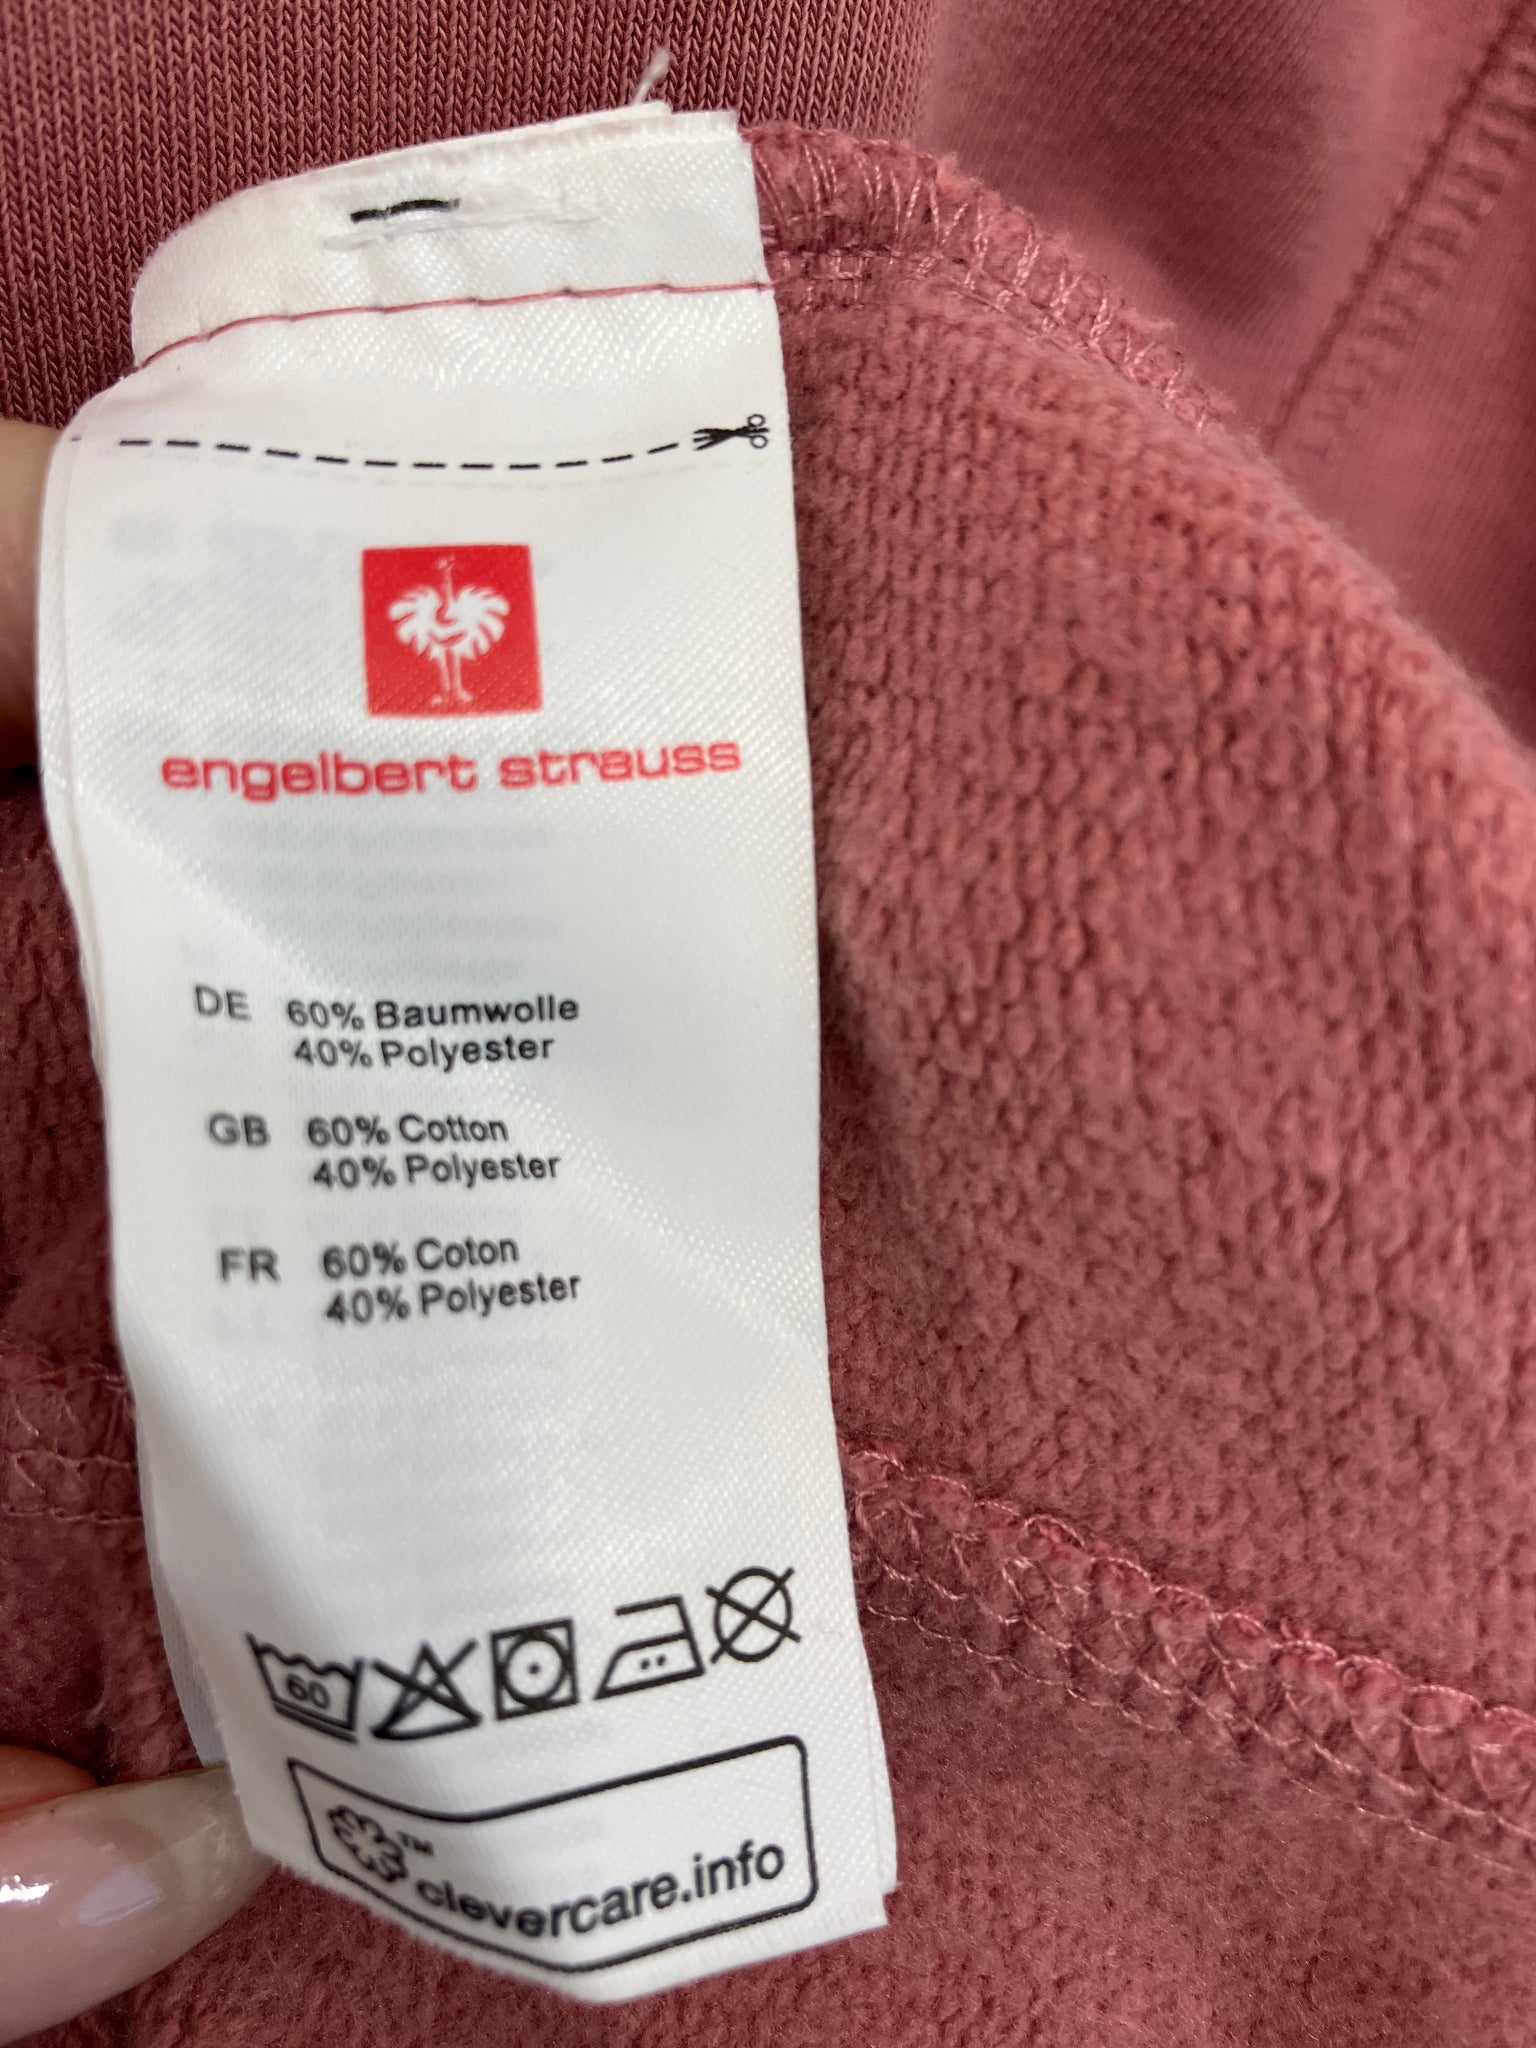 engelbert strauss
DE 60% Baumwolle
40% Polyester
GB 60% Cotton
40% Polyester
FR 60% Coton
40% Polyester
60
™ clevercare.info